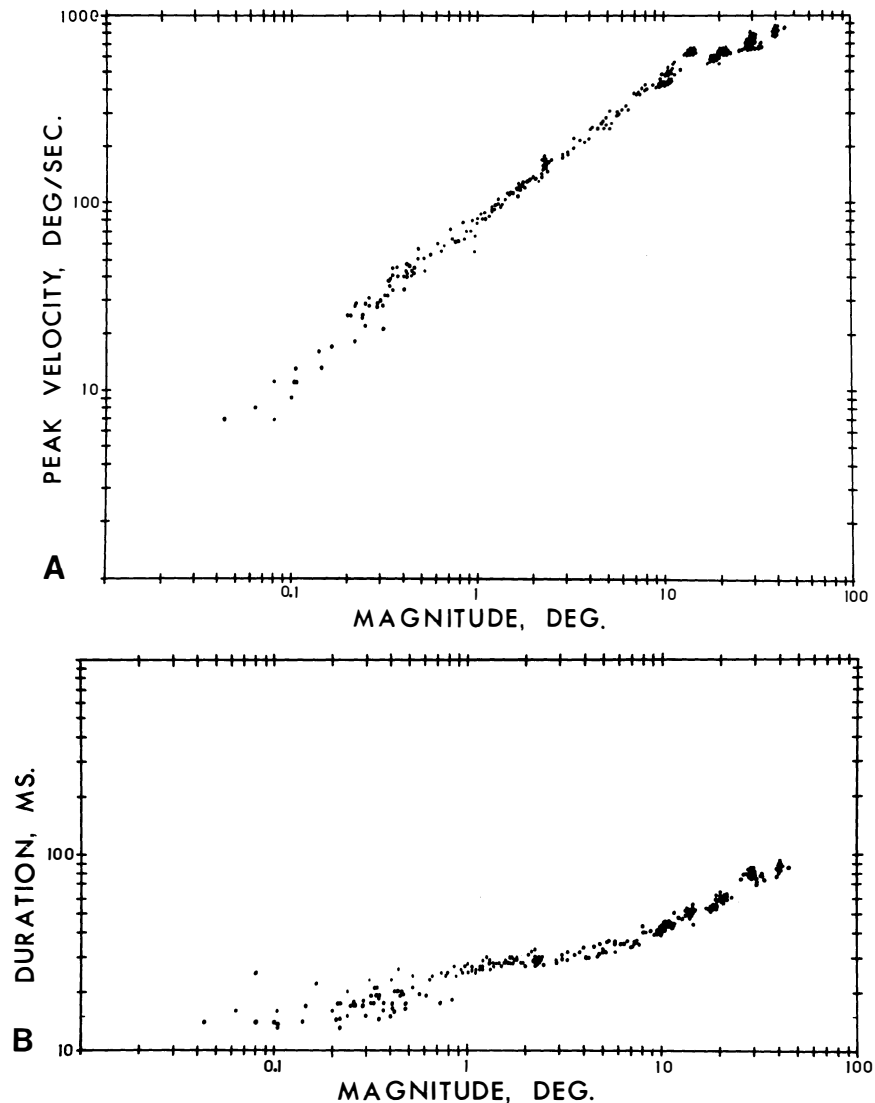 1000
100
10
PEAK VELOCITY, DEG/SEC.
A
0.1 1 10 100
MAGNITUDE, DEG.
100
10
DURATION, MS.
B
0.1 1 10 100
MAGNITUDE, DEG.